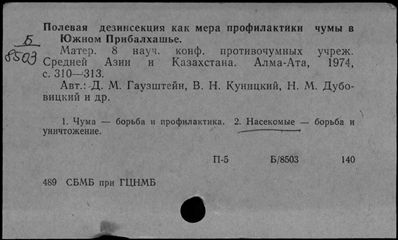 Полевая дезинсекция как мера профилактики чумы в
Южном Прибалхашье.
Б
8503
Матер. 8 науч. конф. противочумных учреж.
Средней Азии и Казахстана. Алма-Ата, 1974,
с. 310—313.
Авт.: Д. М. Гаузштейн, В. Н. Куницкий, Н. М. Дубо-
вицкий и др.
1. Чума — борьба и профилактика. 2. Насекомые — борьба и
уничтожение.
П-5 Б/8503 140
489 СБМБ при ГЦНМБ